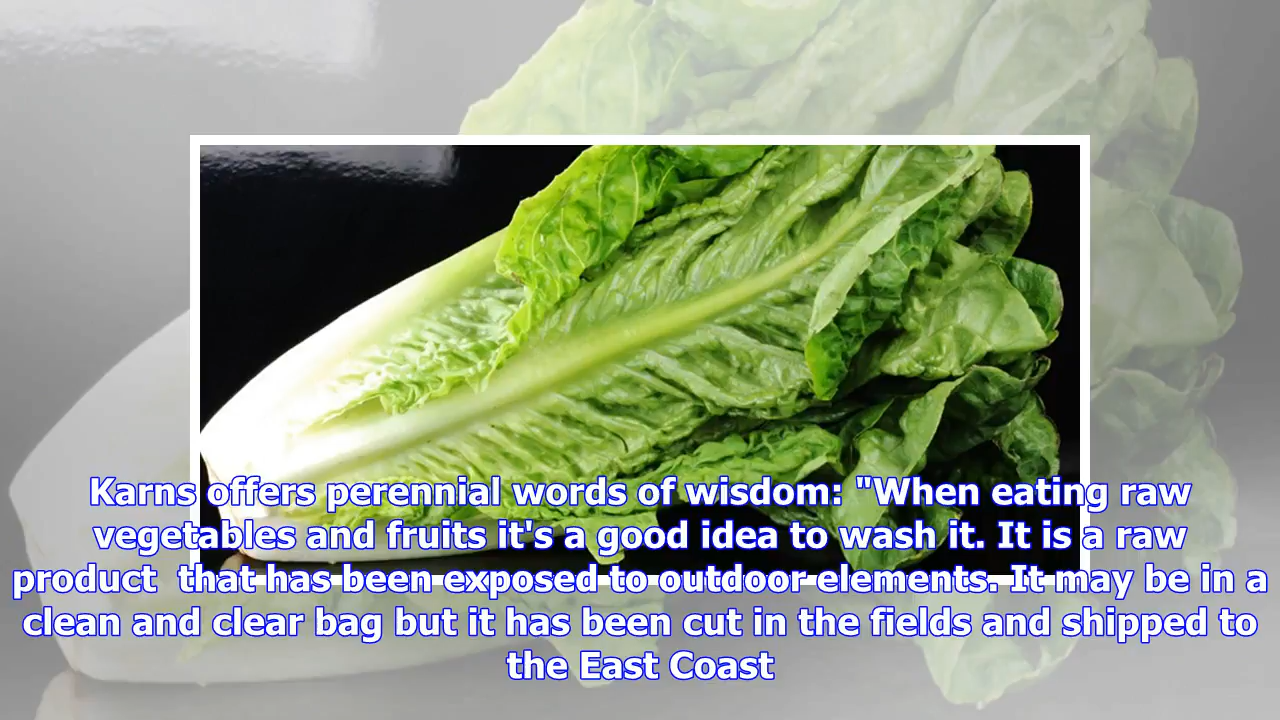 Karns offers perennial words of wisdom: "When eating raw
vegetables and fruits it's a good idea to wash it. It is a raw
product  that has been exposed to outdoor elements. It may be in a
clean and clear bag but it has been cut in the fields and shipped to
the East Coast